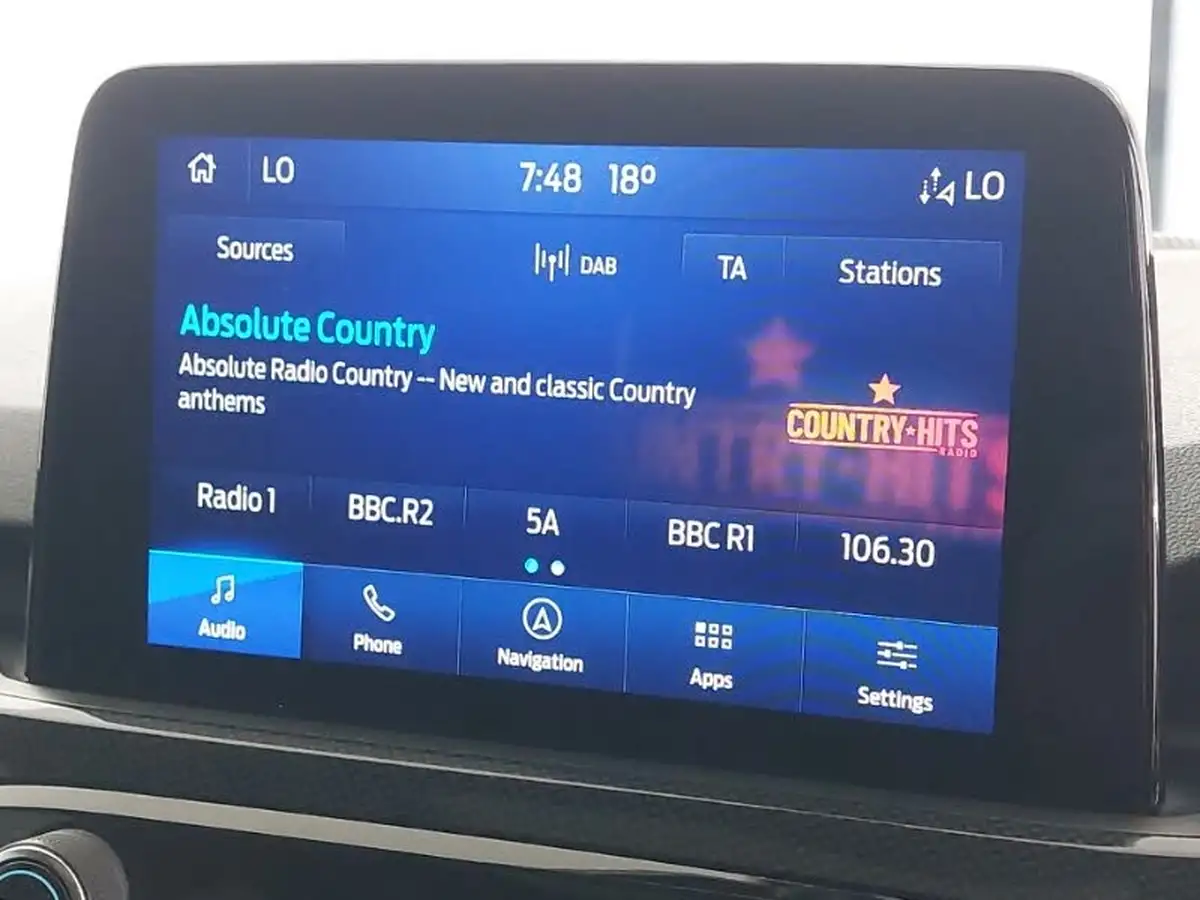 LO 7:48 18° LO
Sources DAB TA Stations
Absolute Country
Absolute Radio Country -- New and classic Country
anthems
COUNTRY★HITS
RADIO
Radio 1 BBC.R2 5A BBC R1 106.30
Audio Phone Navigation Apps Settings